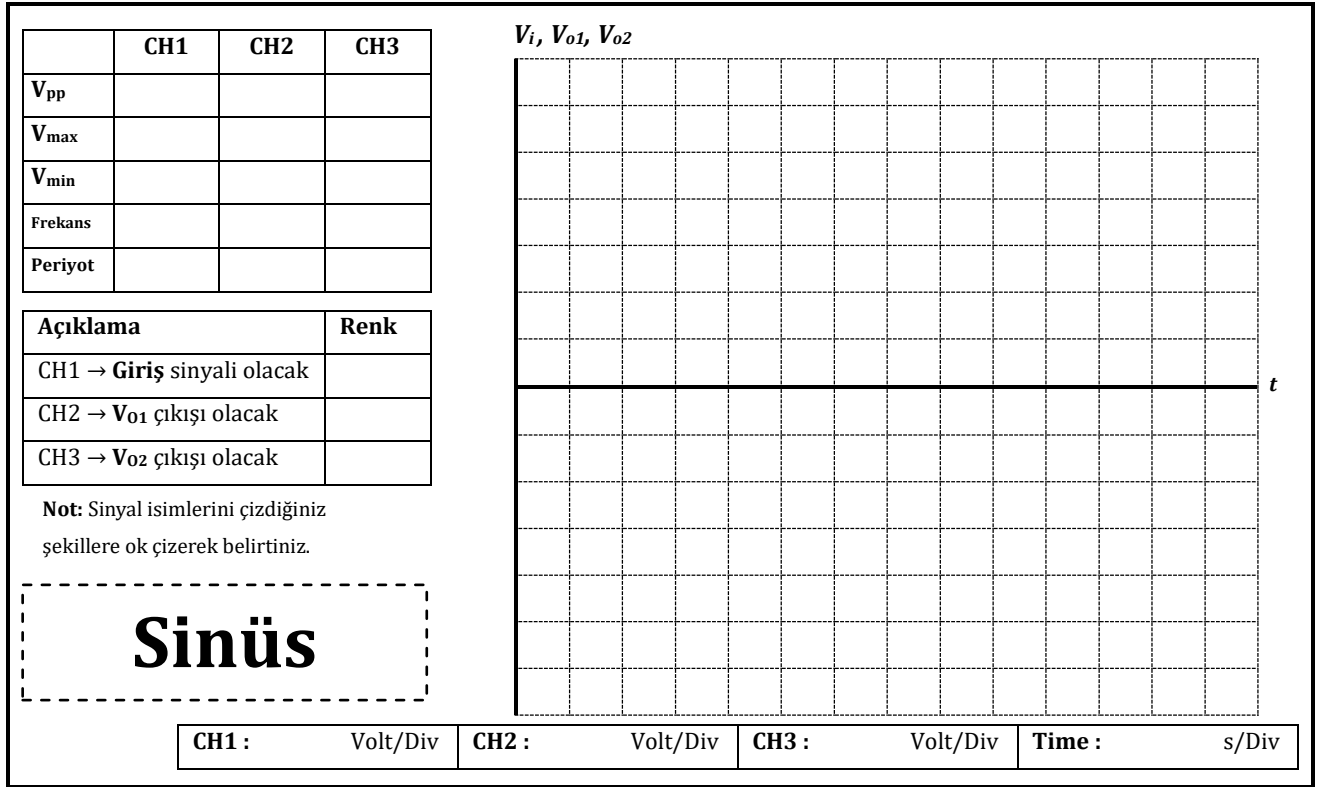 CH1 CH2 CH3
Vpp
Vmax
Vmin
Frekans
Periyot
Açıklama Renk
CH1 → Giriş sinyali olacak
CH2 → VO1 çıkışı olacak
CH3 → VO2 çıkışı olacak
Not: Sinyal isimlerini çizdiğiniz
şekillere ok çizerek belirtiniz.
Sinüs
Vi, Vo1, Vo2
t
CH1 : Volt/Div CH2 : Volt/Div CH3 : Volt/Div Time : s/Div